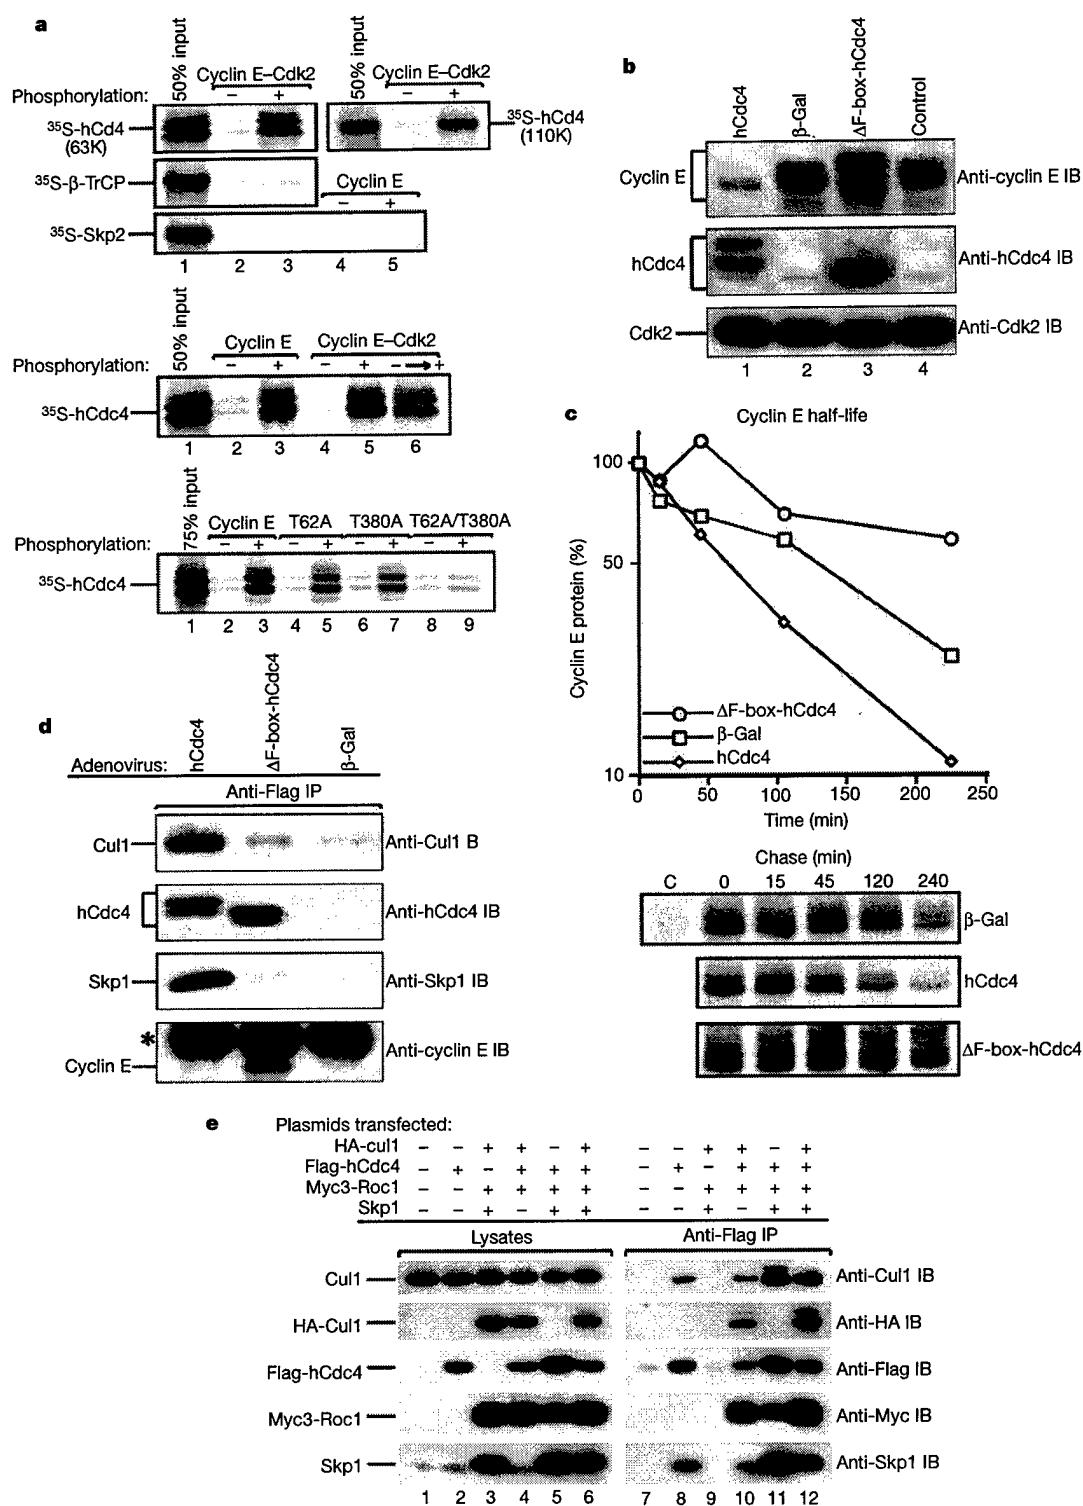 a
50% input
Cyclin E–Cdk2
50% input
Cyclin E–Cdk2
Phosphorylation: – + – +
35S-hCd4
(63K)
35S-hCd4
(110K)
35S-β-TrCP
Cyclin E
– +
35S-Skp2
1 2 3 4 5
50% input
Cyclin E
Cyclin E–Cdk2
Phosphorylation: – + – + – → +
35S-hCdc4
1 2 3 4 5 6
75% input
Cyclin E T62A T380A T62A/T380A
Phosphorylation: – + – + – + – +
35S-hCdc4
1 2 3 4 5 6 7 8 9
b
hCdc4
β-Gal
ΔF-box-hCdc4
Control
Cyclin E
Anti-cyclin E IB
hCdc4
Anti-hCdc4 IB
Cdk2
Anti-Cdk2 IB
1 2 3 4
c
Cyclin E half-life
Cyclin E protein (%)
100
50
10
ΔF-box-hCdc4
β-Gal
hCdc4
0 50 100 150 200 250
Time (min)
Chase (min)
C 0 15 45 120 240
β-Gal
hCdc4
ΔF-box-hCdc4
d
Adenovirus:
hCdc4
ΔF-box-hCdc4
β-Gal
Anti-Flag IP
Cul1
Anti-Cul1 B
hCdc4
Anti-hCdc4 IB
Skp1
Anti-Skp1 IB
*
Cyclin E
Anti-cyclin E IB
e
Plasmids transfected:
HA-cul1 – – + + – + – – + + – +
Flag-hCdc4 – + – + + + – + – + + +
Myc3-Roc1 – – + + + + – – + + + +
Skp1 – – + – + + – – + – + +
Lysates
Anti-Flag IP
Cul1
Anti-Cul1 IB
HA-Cul1
Anti-HA IB
Flag-hCdc4
Anti-Flag IB
Myc3-Roc1
Anti-Myc IB
Skp1
Anti-Skp1 IB
1 2 3 4 5 6 7 8 9 10 11 12